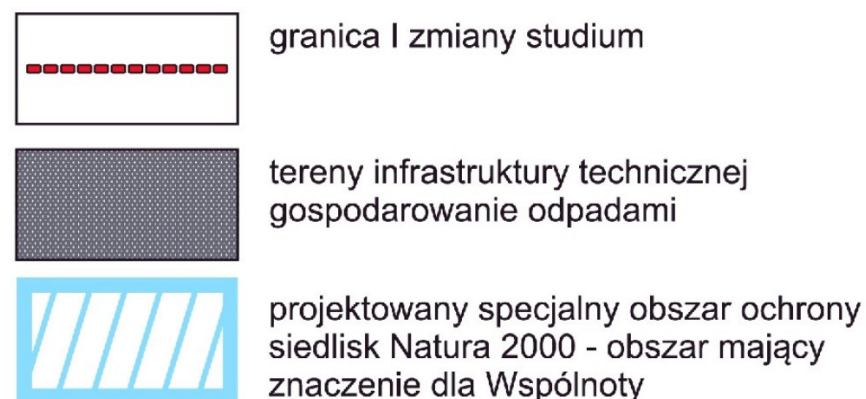 granica I zmiany studium
tereny infrastruktury technicznej
gospodarowanie odpadami
projektowany specjalny obszar ochrony
siedlisk Natura 2000 - obszar mający
znaczenie dla Wspólnoty